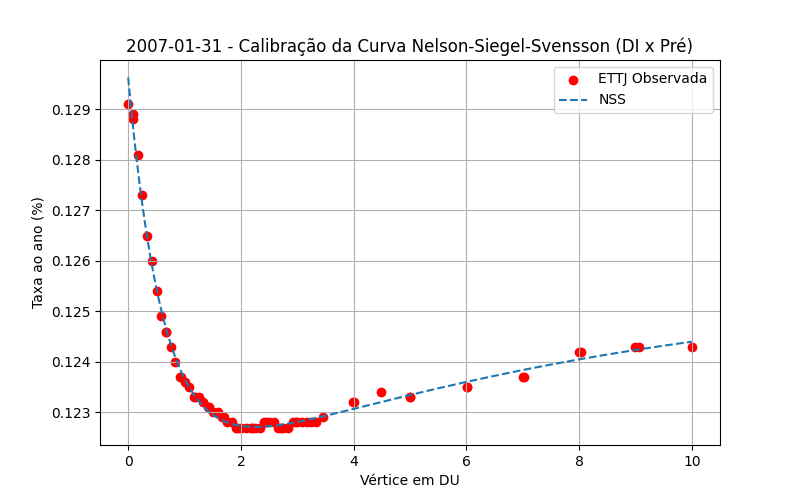 2007-01-31 - Calibração da Curva Nelson-Siegel-Svensson (DI x Pré)
ETTJ Observada
NSS
Taxa ao ano (%)
0.129
0.128
0.127
0.126
0.125
0.124
0.123
0 2 4 6 8 10
Vértice em DU